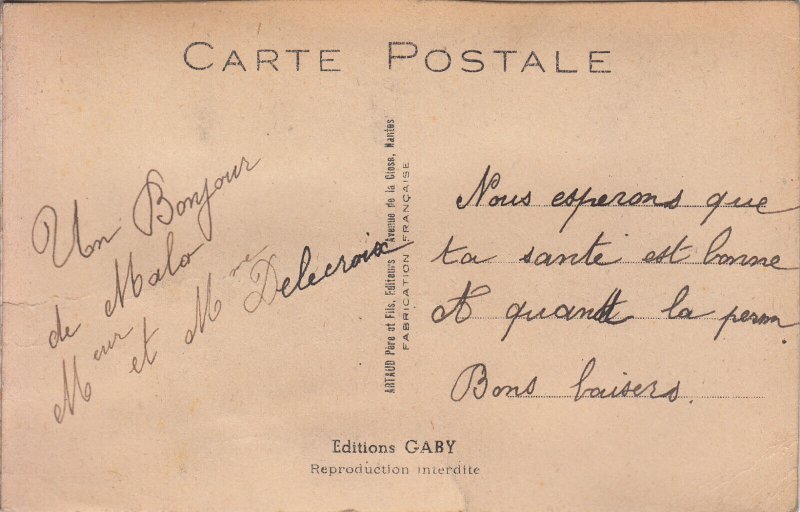 CARTE POSTALE
Un Bonjour
de Malo
Meur et Mme Delecroix
ARTAUD Père et Fils, Editeurs Avenue de la Close, Nantes
FABRICATION FRANÇAISE
Nous esperons que
ta santé est bonne
A quand la perm.
Bons baisers.
Editions GABY
Reproduction interdite